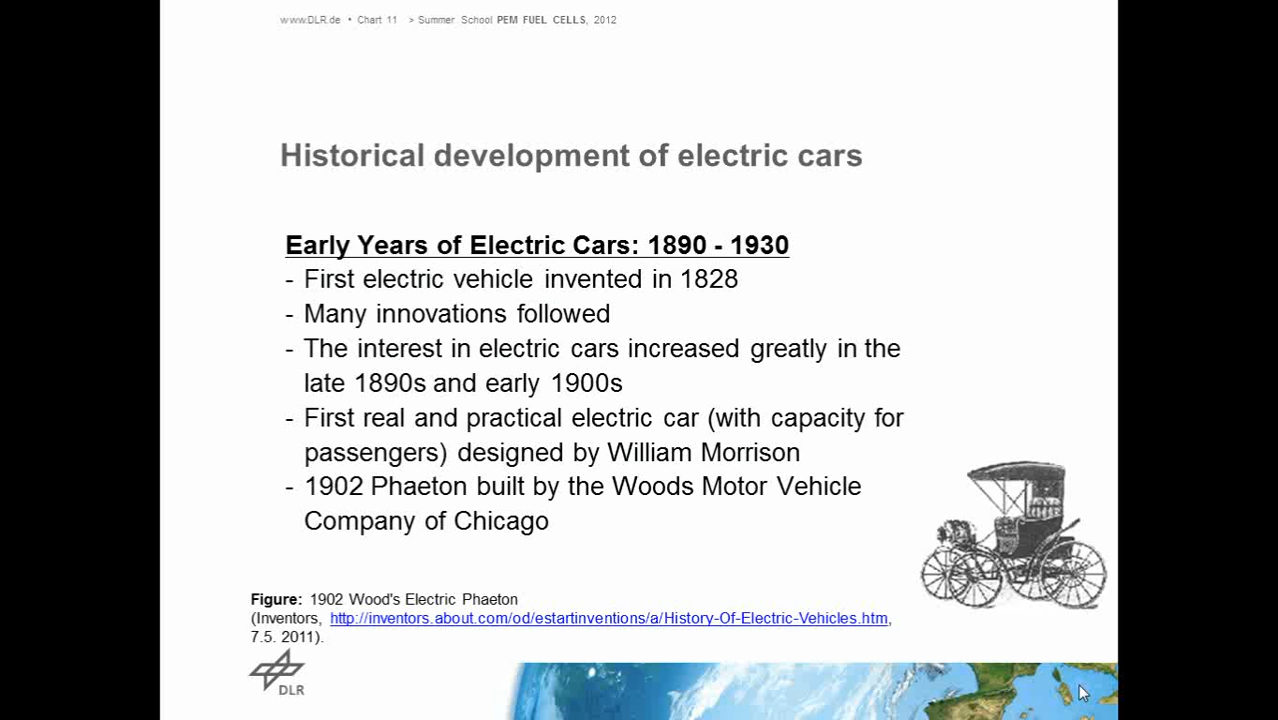 www.DLR.de • Chart 11 > Summer School PEM FUEL CELLS, 2012
Historical development of electric cars
Early Years of Electric Cars: 1890 - 1930
- First electric vehicle invented in 1828
- Many innovations followed
- The interest in electric cars increased greatly in the
late 1890s and early 1900s
- First real and practical electric car (with capacity for
passengers) designed by William Morrison
- 1902 Phaeton built by the Woods Motor Vehicle
Company of Chicago
Figure: 1902 Wood's Electric Phaeton
(Inventors, http://inventors.about.com/od/estartinventions/a/History-Of-Electric-Vehicles.htm,
7.5. 2011).
DLR